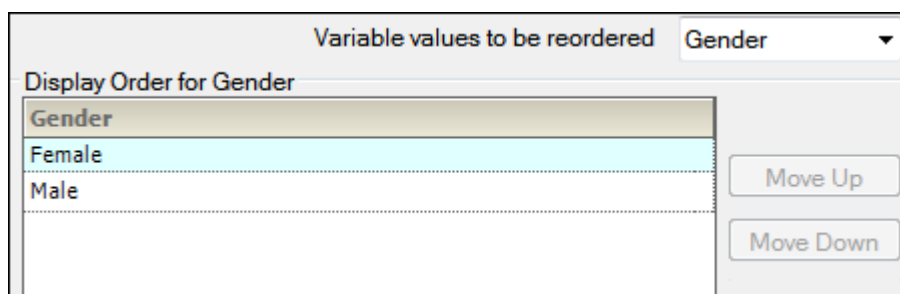 Variable values to be reordered Gender
Display Order for Gender
Gender
Female
Male
Move Up
Move Down